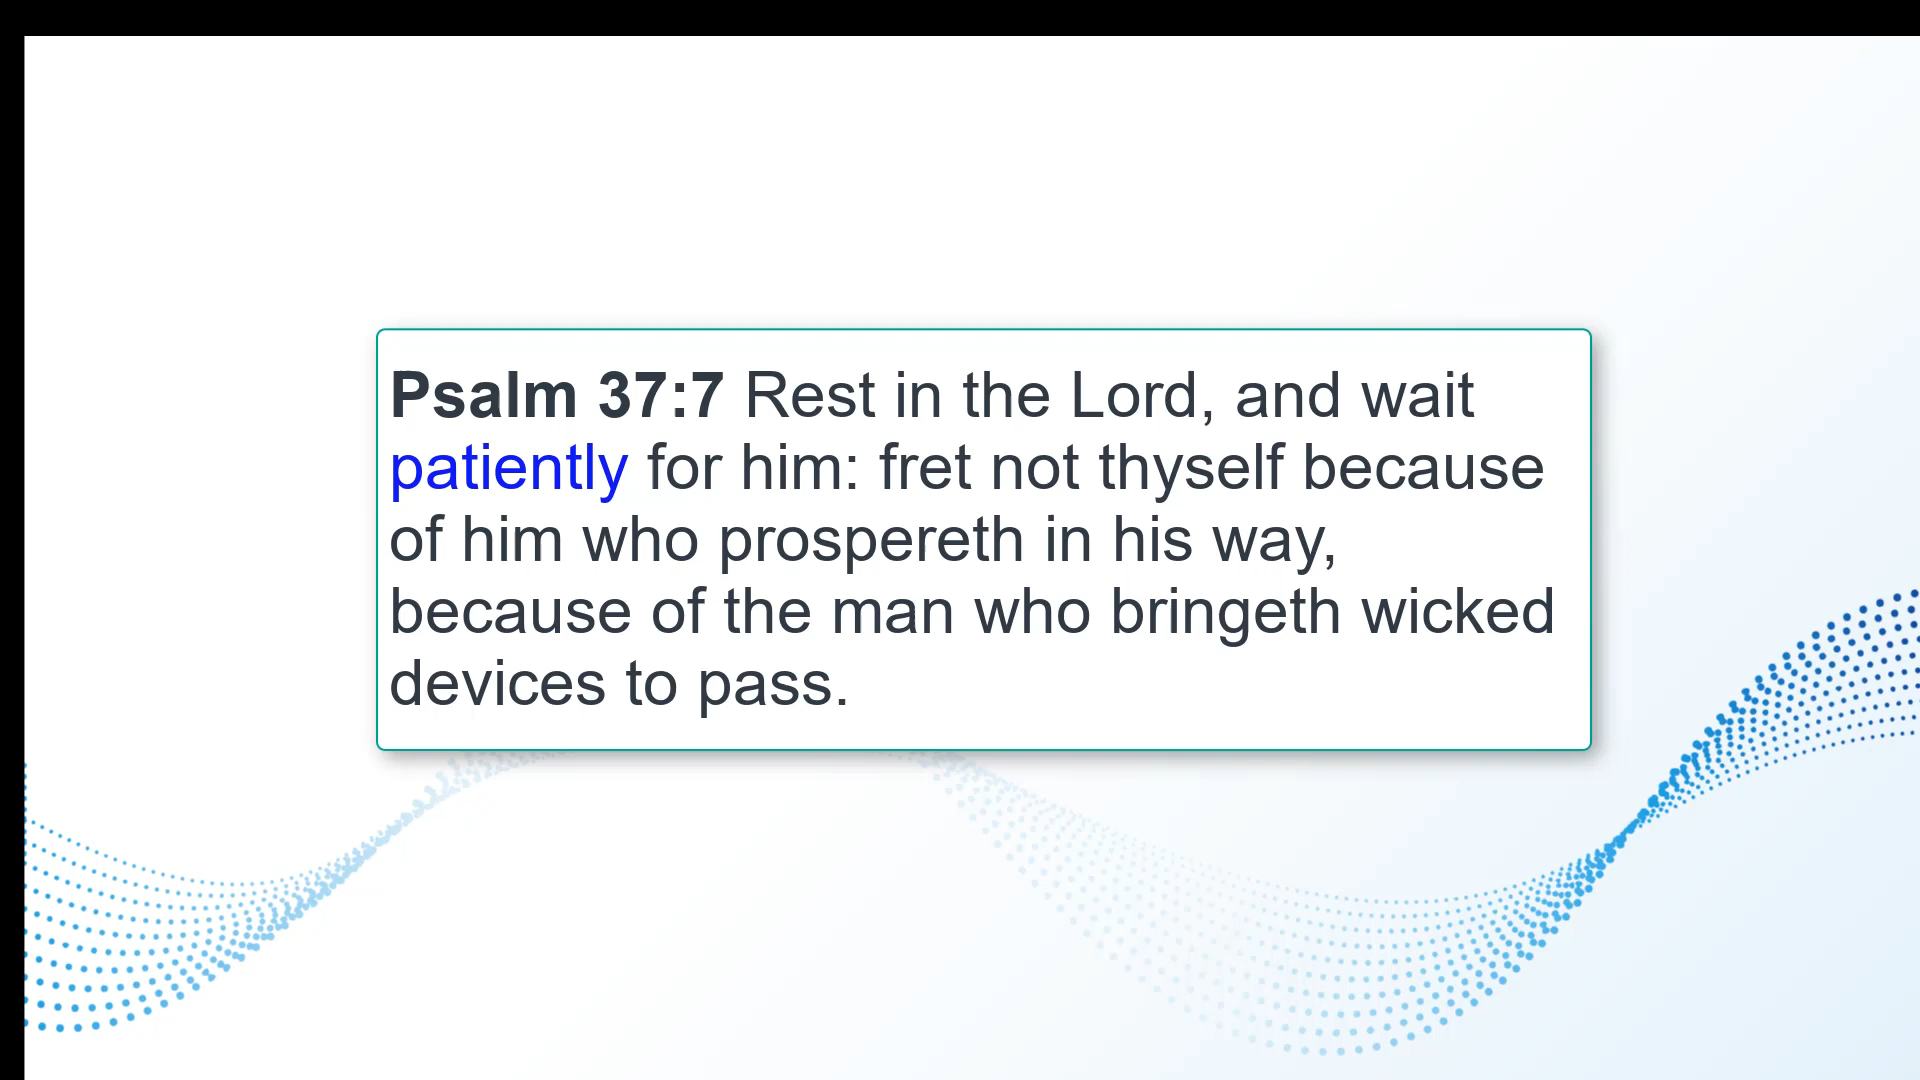 Psalm 37:7 Rest in the Lord, and wait
patiently for him: fret not thyself because
of him who prospereth in his way,
because of the man who bringeth wicked
devices to pass.